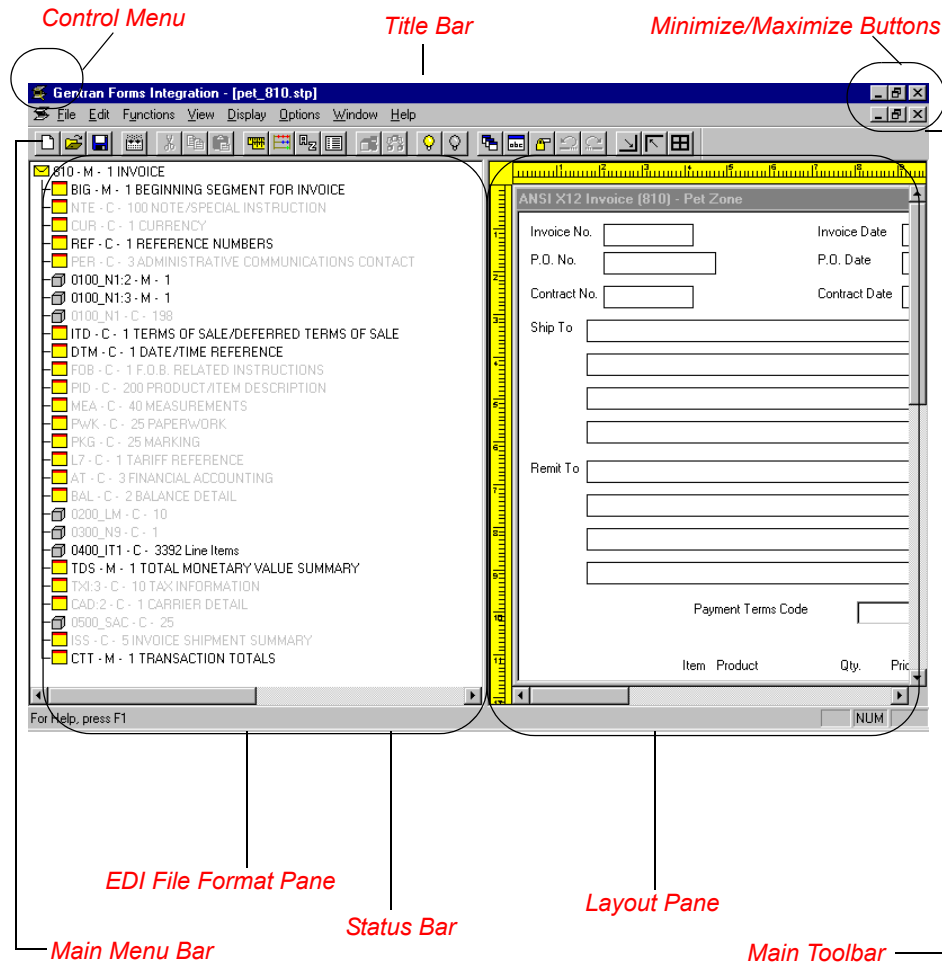 Control Menu
Title Bar
Minimize/Maximize Buttons
Gentran Forms Integration - [pet_810.stp]
File Edit Functions View Display Options Window Help
810 - M - 1 INVOICE
BIG - M - 1 BEGINNING SEGMENT FOR INVOICE
NTE - C - 100 NOTE/SPECIAL INSTRUCTION
CUR - C - 1 CURRENCY
REF - C - 1 REFERENCE NUMBERS
PER - C - 3 ADMINISTRATIVE COMMUNICATIONS CONTACT
0100_N1:2 - M - 1
0100_N1:3 - M - 1
0100_N1 - C - 198
ITD - C - 1 TERMS OF SALE/DEFERRED TERMS OF SALE
DTM - C - 1 DATE/TIME REFERENCE
FOB - C - 1 F.O.B. RELATED INSTRUCTIONS
PID - C - 200 PRODUCT/ITEM DESCRIPTION
MEA - C - 40 MEASUREMENTS
PWK - C - 25 PAPERWORK
PKG - C - 25 MARKING
L7 - C - 1 TARIFF REFERENCE
AT - C - 3 FINANCIAL ACCOUNTING
BAL - C - 2 BALANCE DETAIL
0200_LM - C - 10
0300_N9 - C - 1
0400_IT1 - C - 3392 Line Items
TDS - M - 1 TOTAL MONETARY VALUE SUMMARY
TXI:3 - C - 10 TAX INFORMATION
CAD:2 - C - 1 CARRIER DETAIL
0500_SAC - C - 25
ISS - C - 5 INVOICE SHIPMENT SUMMARY
CTT - M - 1 TRANSACTION TOTALS
ANSI X12 Invoice (810) - Pet Zone
Invoice No. Invoice Date
P.O. No. P.O. Date
Contract No. Contract Date
Ship To
Remit To
Payment Terms Code
Item Product Qty. Pric
For Help, press F1
NUM
EDI File Format Pane
Layout Pane
Status Bar
Main Menu Bar
Main Toolbar